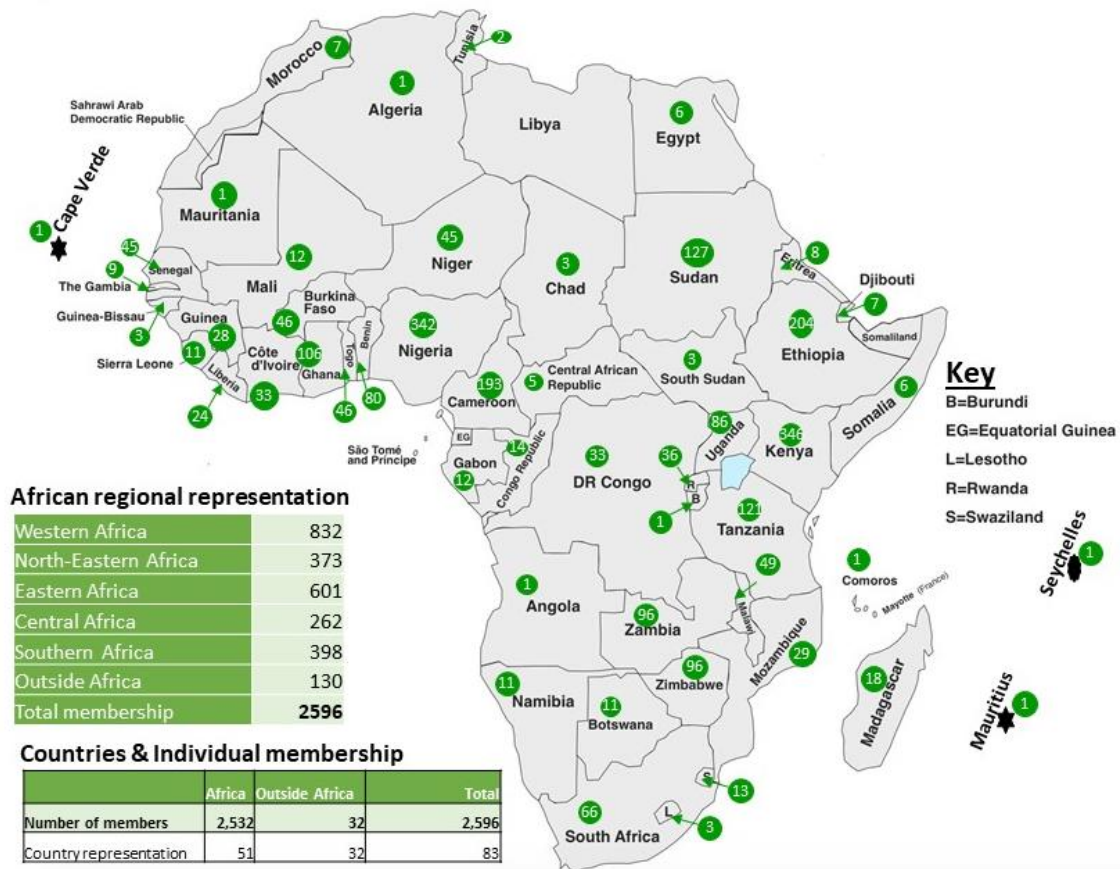 Tunisia
2
Morocco
7
1
Algeria
Libya
6
Egypt
Sahrawi Arab
Democratic Republic
Cape Verde
1
1
Mauritania
45
Senegal
9
The Gambia
Guinea-Bissau
3
12
Mali
45
Niger
3
Chad
127
Sudan
8
Eritrea
Djibouti
7
Guinea
28
11
Sierra Leone
Liberia
24
Burkina
Faso
46
Côte
d'Ivoire
33
106
Ghana
Togo
46
Benin
80
342
Nigeria
193
Cameroon
5
Central African
Republic
3
South Sudan
204
Ethiopia
Somaliland
6
Somalia
EG
São Tomé
and Príncipe
Gabon
12
14
Congo Republic
33
DR Congo
36
R
B
1
86
Uganda
346
Kenya
121
Tanzania
49
Malawi
1
Angola
96
Zambia
96
Zimbabwe
Mozambique
29
1
Comoros
Mayotte (France)
18
Madagascar
Seychelles
1
Mauritius
1
11
Namibia
11
Botswana
66
South Africa
S
13
L
3
Key
B=Burundi
EG=Equatorial Guinea
L=Lesotho
R=Rwanda
S=Swaziland
African regional representation
Western Africa 832
North-Eastern Africa 373
Eastern Africa 601
Central Africa 262
Southern Africa 398
Outside Africa 130
Total membership 2596
Countries & Individual membership
Africa Outside Africa Total
Number of members 2,532 32 2,596
Country representation 51 32 83